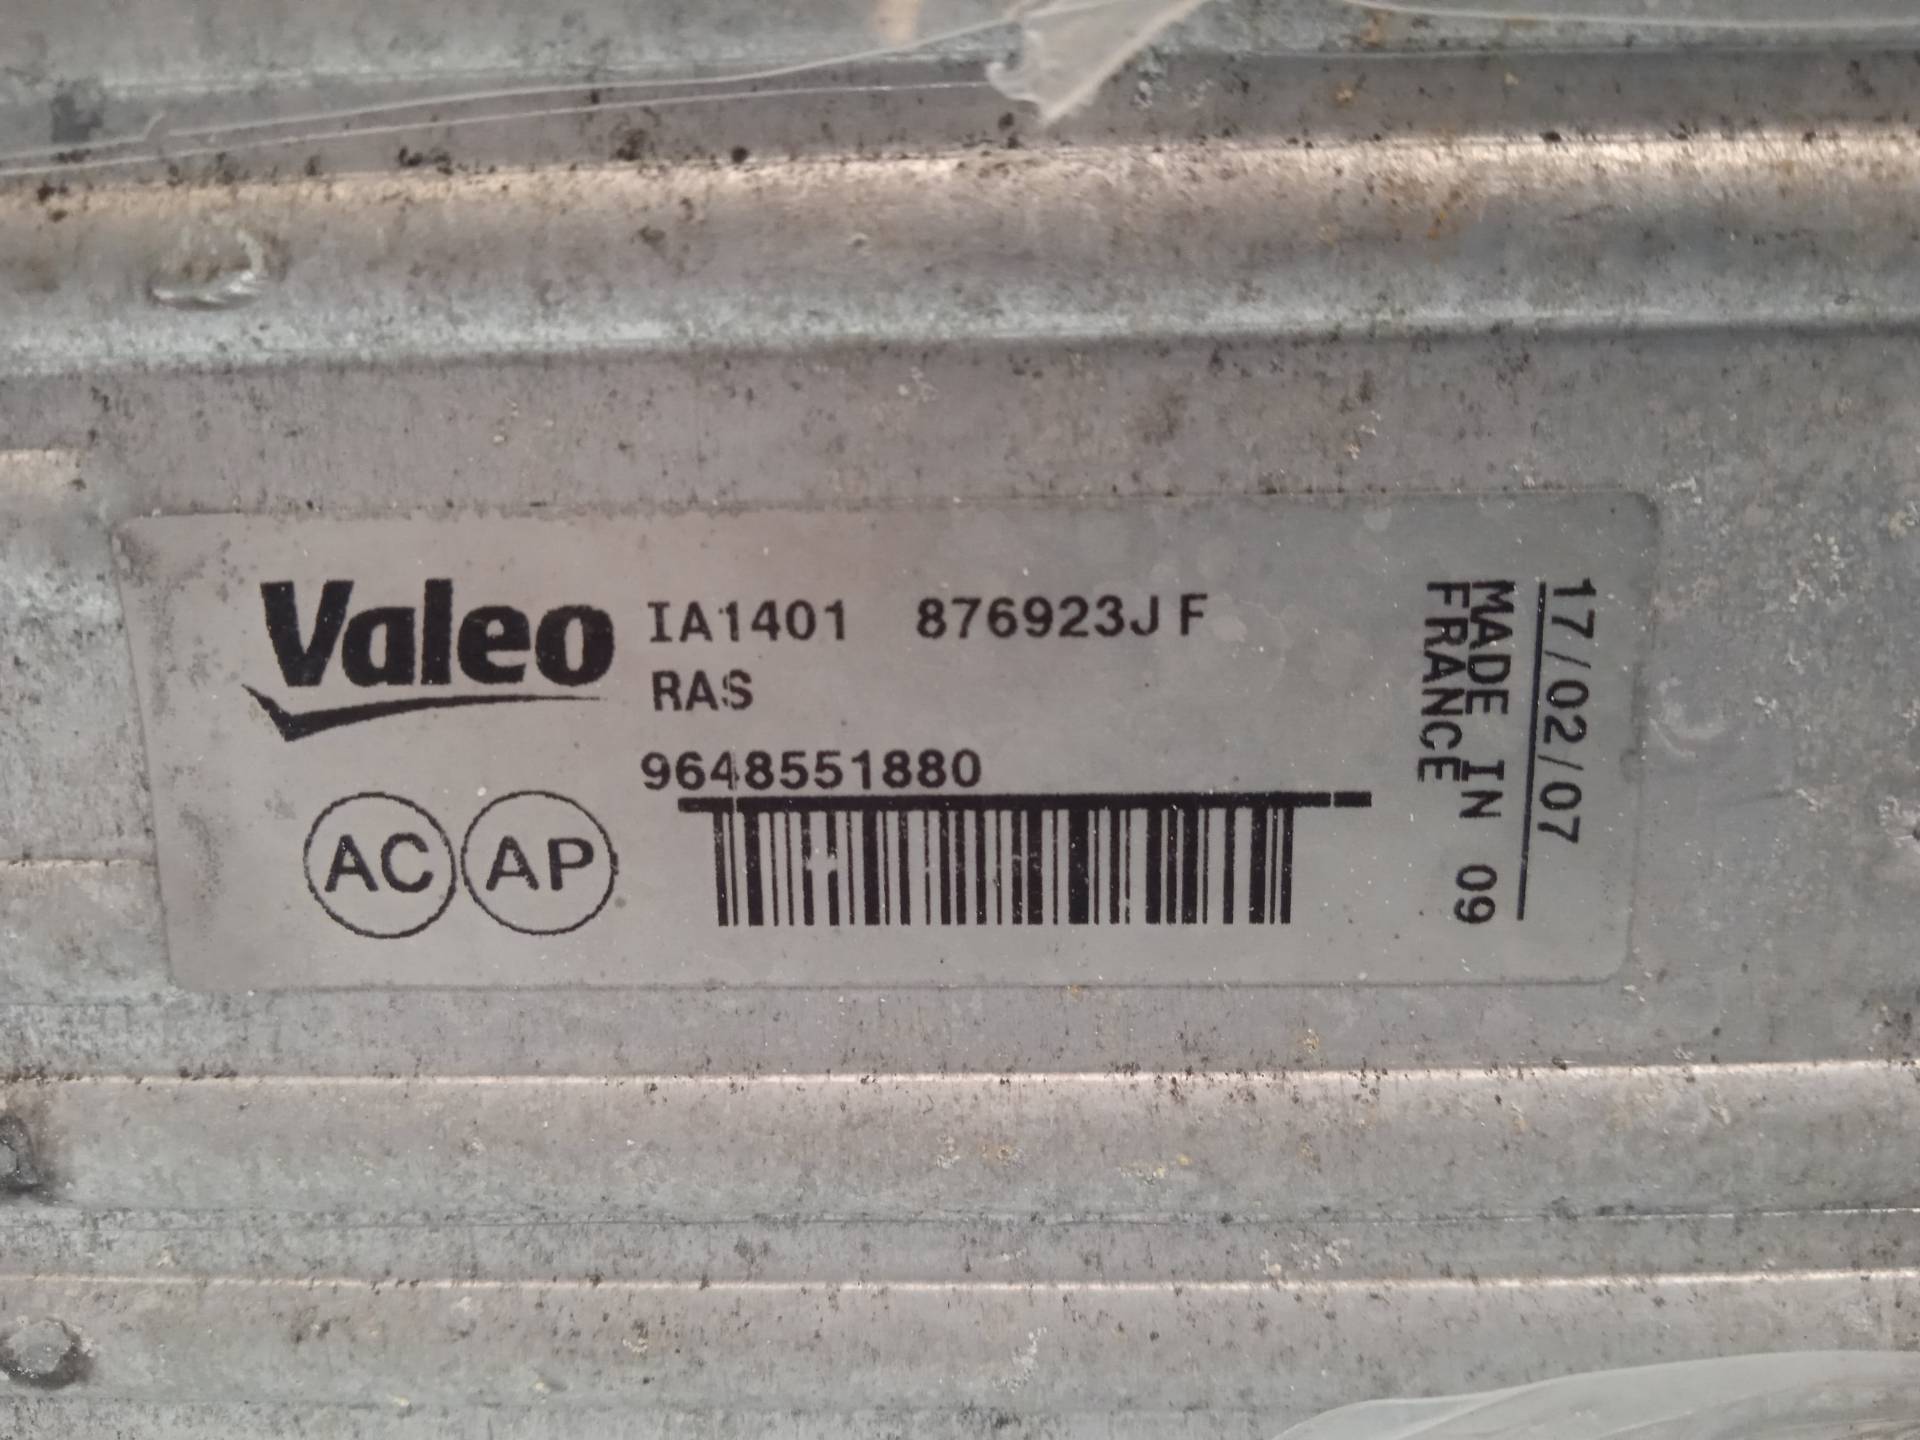 Valeo IA1401 876923J F
RAS
9648551880
AC AP
17/02/07
MADE IN 09
FRANCE